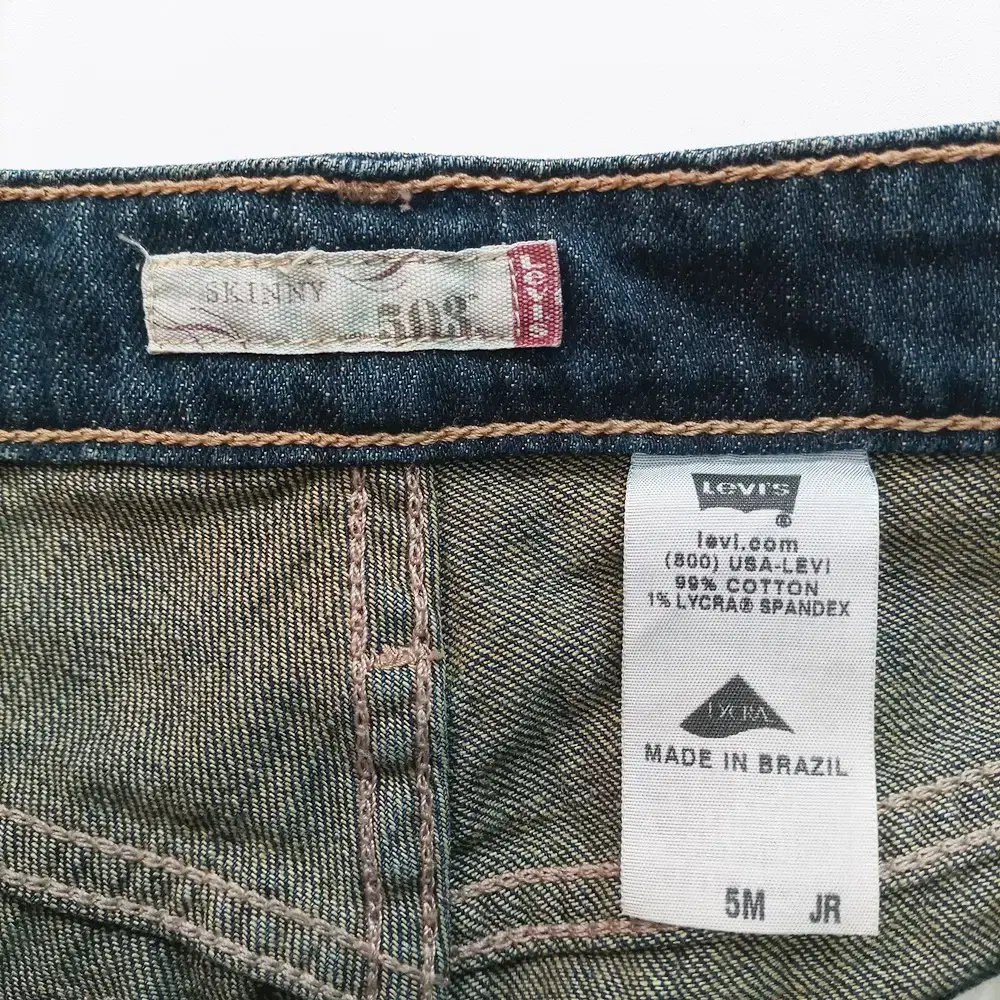 SKINNY
503™
LEVI'S
LEVI'S
®
levi.com
(800) USA-LEVI
99% COTTON
1% LYCRA® SPANDEX
LYCRA
MADE IN BRAZIL
5M JR